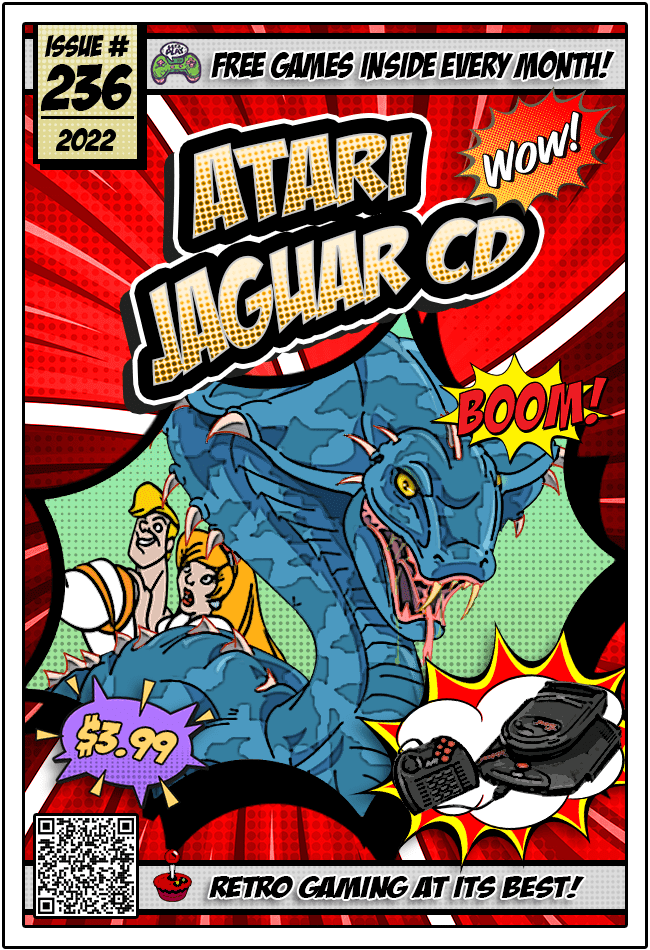 ISSUE #
236
2022
FREE GAMES INSIDE EVERY MONTH!
WOW!
ATARI
JAGUAR CD
BOOM!
$3.99
RETRO GAMING AT ITS BEST!